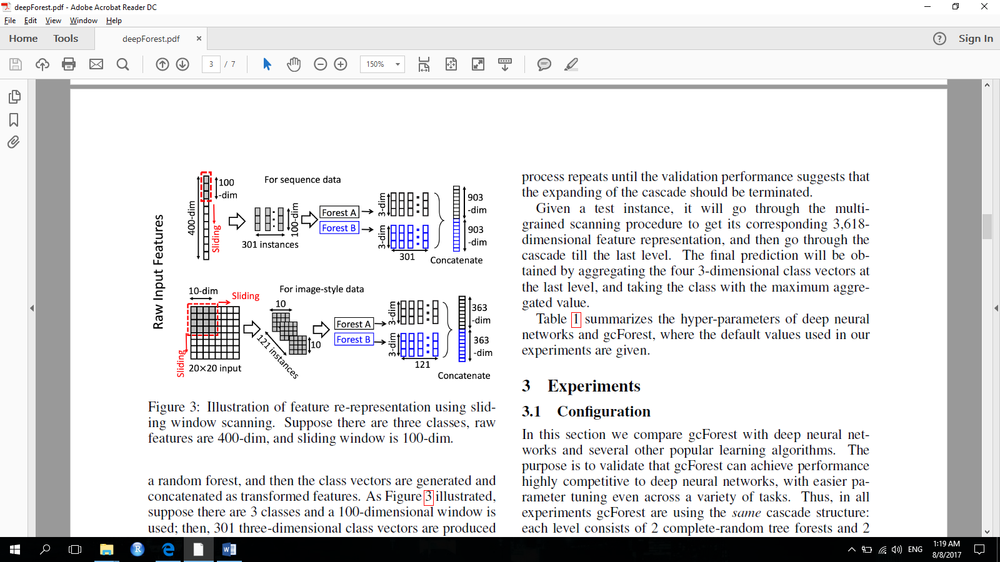 deepForest.pdf - Adobe Acrobat Reader DC
File Edit View Window Help
Home Tools deepForest.pdf × ? Sign In
3 / 7 150%
Raw Input Features
For sequence data
100
-dim
400-dim
Sliding
301 instances
100-dim
Forest A
Forest B
3-dim
3-dim
301
903
-dim
903
-dim
Concatenate
For image-style data
10-dim
Sliding
Sliding
20×20 input
10
10
121 instances
Forest A
Forest B
3-dim
3-dim
121
363
-dim
363
-dim
Concatenate
Figure 3: Illustration of feature re-representation using slid-
ing window scanning. Suppose there are three classes, raw
features are 400-dim, and sliding window is 100-dim.
a random forest, and then the class vectors are generated and
concatenated as transformed features. As Figure 3 illustrated,
suppose there are 3 classes and a 100-dimensional window is
used; then, 301 three-dimensional class vectors are produced
process repeats until the validation performance suggests that
the expanding of the cascade should be terminated.
Given a test instance, it will go through the multi-
grained scanning procedure to get its corresponding 3,618-
dimensional feature representation, and then go through the
cascade till the last level. The final prediction will be ob-
tained by aggregating the four 3-dimensional class vectors at
the last level, and taking the class with the maximum aggre-
gated value.
Table 1 summarizes the hyper-parameters of deep neural
networks and gcForest, where the default values used in our
experiments are given.
3 Experiments
3.1 Configuration
In this section we compare gcForest with deep neural net-
works and several other popular learning algorithms. The
purpose is to validate that gcForest can achieve performance
highly competitive to deep neural networks, with easier pa-
rameter tuning even across a variety of tasks. Thus, in all
experiments gcForest are using the same cascade structure:
each level consists of 2 complete-random tree forests and 2
ENG
1:19 AM
8/8/2017